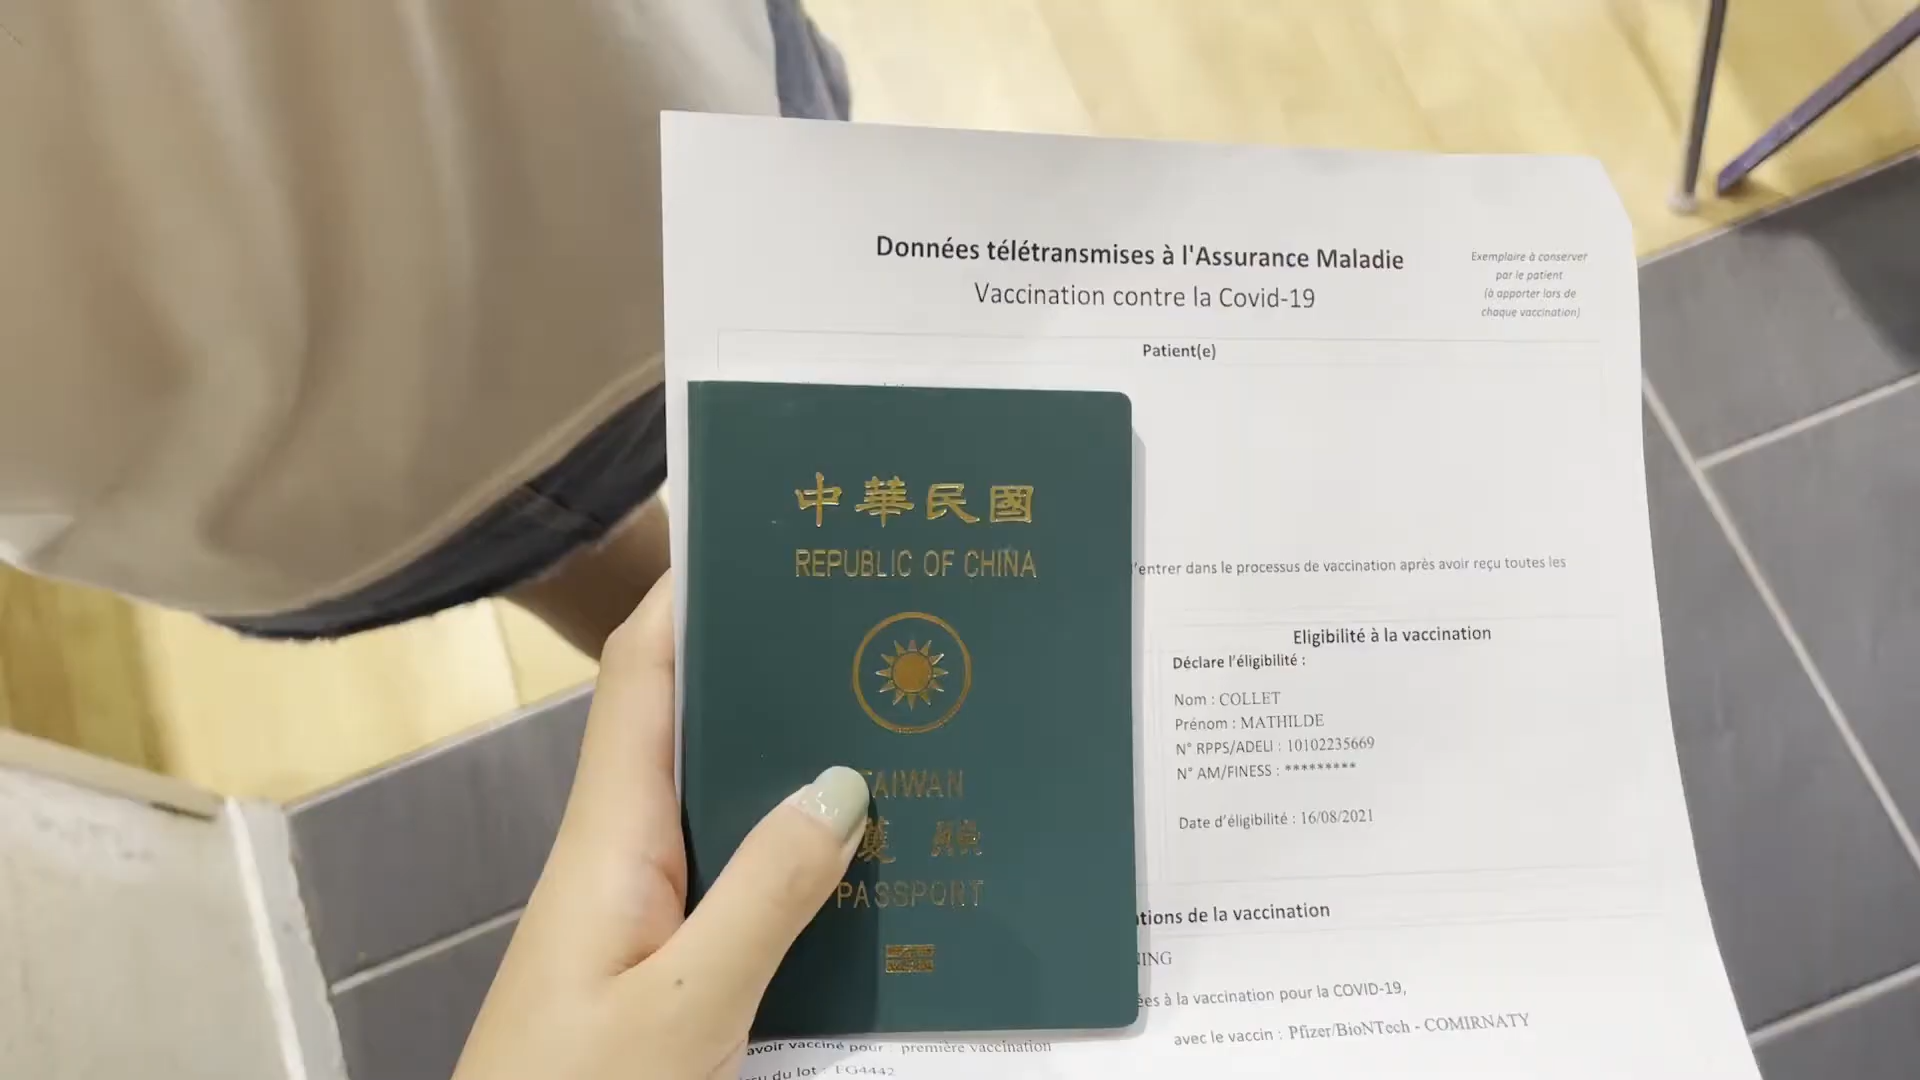 Données télétransmises à l'Assurance Maladie
Vaccination contre la Covid-19
Exemplaire à conserver
par le patient
(à apporter lors de
chaque vaccination)
Patient(e)
中華民國
REPUBLIC OF CHINA
TAIWAN
PASSPORT
'entrer dans le processus de vaccination après avoir reçu toutes les
Eligibilité à la vaccination
Déclare l'éligibilité :
Nom : COLLET
Prénom : MATHILDE
N° RPPS/ADELI : 10102235669
N° AM/FINESS : *********
Date d'éligibilité : 16/08/2021
tions de la vaccination
NING
ées à la vaccination pour la COVID-19,
avec le vaccin : Pfizer/BioNTech - COMIRNATY
avoir vacciné pour : première vaccination
du lot :